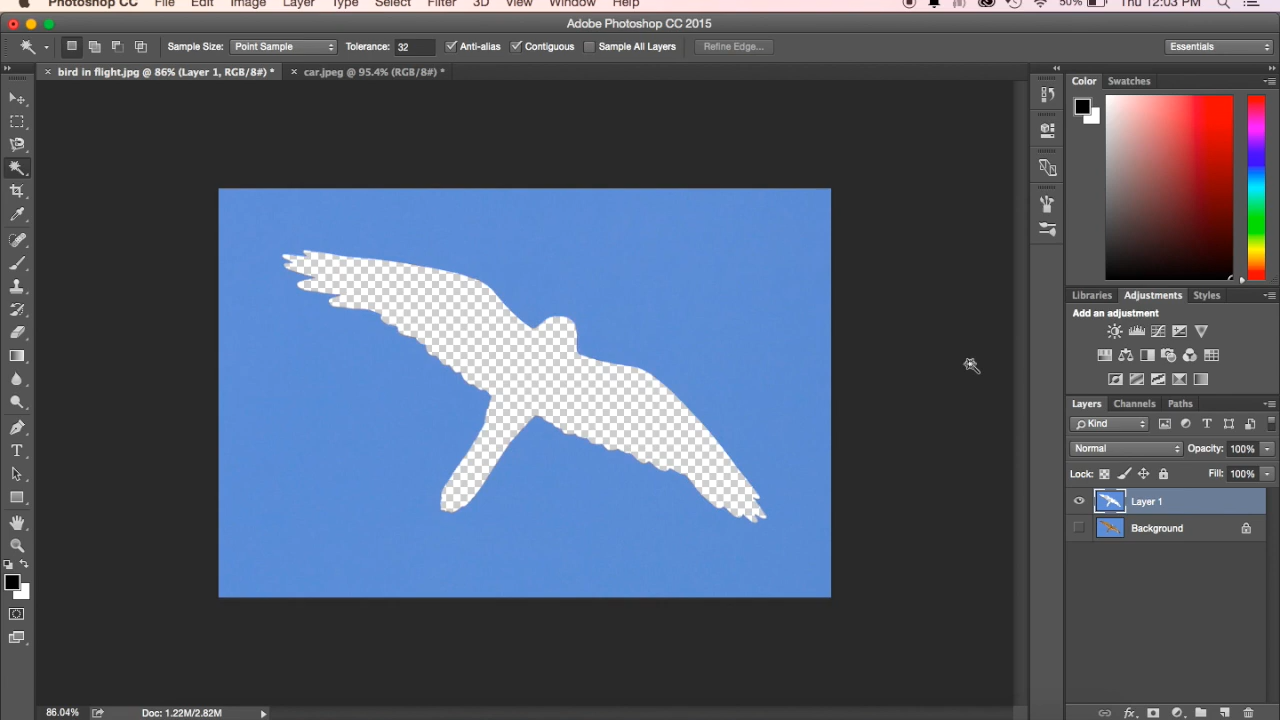 Photoshop CC File Edit Image Layer Type Select Filter 3D View Window Help 50% Thu 12:03 PM
Adobe Photoshop CC 2015
Sample Size: Point Sample Tolerance: 32 Anti-alias Contiguous Sample All Layers Refine Edge... Essentials
× bird in flight.jpg @ 86% (Layer 1, RGB/8#) * × car.jpeg @ 95.4% (RGB/8#) *
Color Swatches
Libraries Adjustments Styles
Add an adjustment
Layers Channels Paths
Kind
Normal Opacity: 100%
Lock: Fill: 100%
Layer 1
Background
86.04% Doc: 1.22M/2.82M